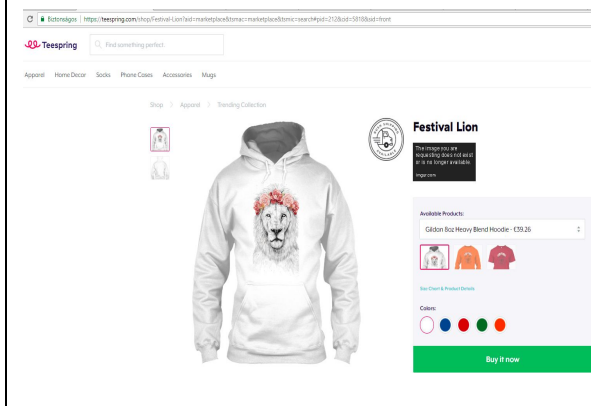 Biztonságos | https://teespring.com/shop/Festival-Lion?aid=marketplace&tsmac=marketplace&tsmic=search#pid=212&cid=5818&sid=front
Teespring
Find something perfect
Apparel Home Decor Socks Phone Cases Accessories Mugs
Shop Apparel Trending Collection
Festival Lion
The image you are
requesting does not exist
or is no longer available.
imgur.com
Available Products:
Gildan 8oz Heavy Blend Hoodie - €39.26
Size Chart & Product Details
Colors:
Buy it now